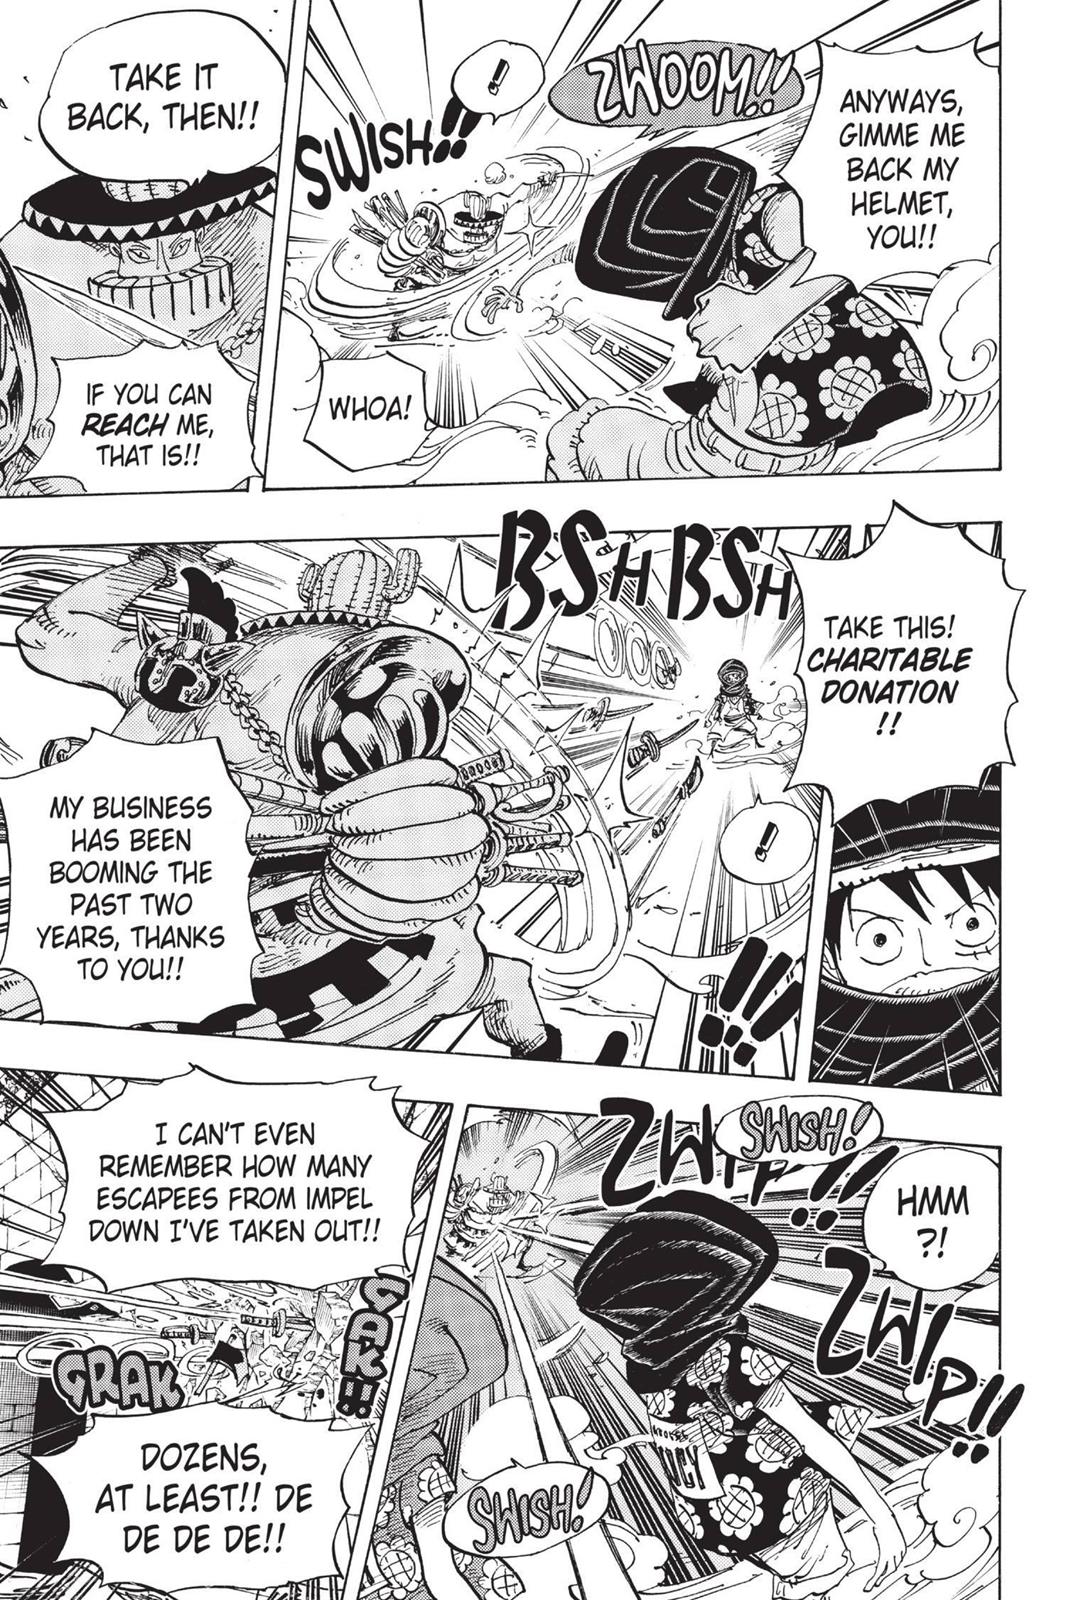 ANYWAYS,
GIMME ME
BACK MY
HELMET,
YOU!!
ZWOOM!!
!
SWISH!!
WHOA!
TAKE IT
BACK, THEN!!
IF YOU CAN
REACH ME,
THAT IS!!
TAKE THIS!
CHARITABLE
DONATION
!!
BSH BSH
!
!!!
MY BUSINESS
HAS BEEN
BOOMING THE
PAST TWO
YEARS, THANKS
TO YOU!!
HMM
?!
SWISH!
ZWIP!!
ZWIP!!
SWISH!
I CAN'T EVEN
REMEMBER HOW MANY
ESCAPEES FROM IMPEL
DOWN I'VE TAKEN OUT!!
GAK!!
GRAK
DOZENS,
AT LEAST!! DE
DE DE DE!!